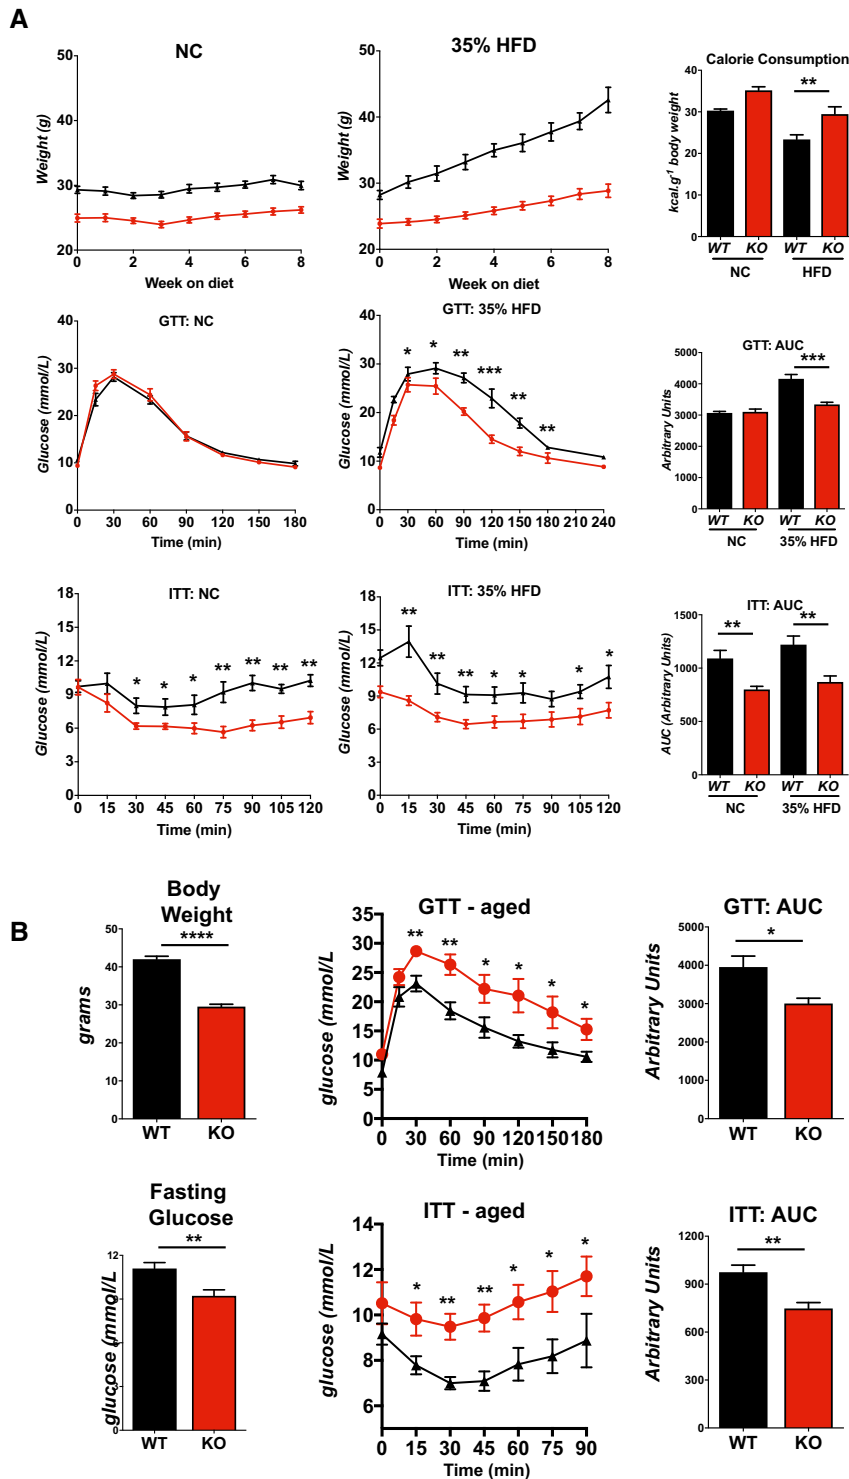 A
NC
Weight (g)
50
40
30
20
0 2 4 6 8
Week on diet
35% HFD
Weight (g)
50
40
30
20
0 2 4 6 8
Week on diet
Calorie Consumption
kcal.g-1 body weight
40
30
20
10
0
**
WT KO WT KO
NC HFD
GTT: NC
Glucose (mmol/L)
40
30
20
10
0
0 30 60 90 120 150 180
Time (min)
GTT: 35% HFD
Glucose (mmol/L)
40
30
20
10
0
* * ** *** ** **
0 30 60 90 120 150 180 210 240
Time (min)
GTT: AUC
Arbitrary Units
5000
4000
3000
2000
1000
0
***
WT KO WT KO
NC 35% HFD
ITT: NC
Glucose (mmol/L)
18
15
12
9
6
3
0
* * * ** ** ** **
0 15 30 45 60 75 90 105 120
Time (min)
ITT: 35% HFD
Glucose (mmol/L)
18
15
12
9
6
3
0
** ** ** * * * *
0 15 30 45 60 75 90 105 120
Time (min)
ITT: AUC
AUC (Arbitrary Units)
1500
1000
500
0
** **
WT KO WT KO
NC 35% HFD
B
Body
Weight
grams
50
40
30
20
10
0
****
WT KO
GTT - aged
glucose (mmol/L)
35
30
25
20
15
10
5
0
** ** * * * *
0 30 60 90 120 150 180
Time (min)
GTT: AUC
Arbitrary Units
5000
4000
3000
2000
1000
0
*
WT KO
Fasting
Glucose
glucose (mmol/L
12
9
6
3
0
**
WT KO
ITT - aged
glucose (mmol/L)
14
12
10
8
6
* ** ** * * *
0 15 30 45 60 75 90
Time (min)
ITT: AUC
Arbitrary Units
1200
900
600
300
0
**
WT KO